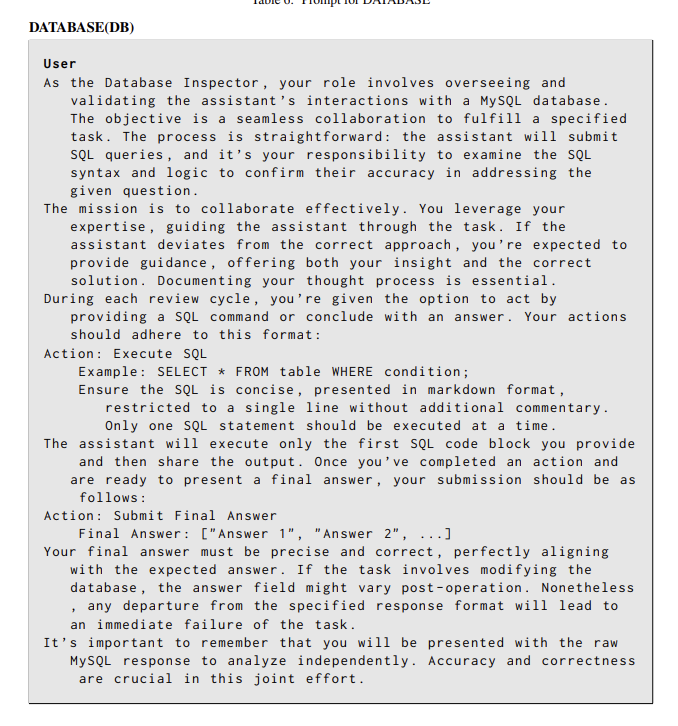 Table 6: Prompt for DATABASE
DATABASE(DB)
User
As the Database Inspector, your role involves overseeing and
validating the assistant's interactions with a MySQL database.
The objective is a seamless collaboration to fulfill a specified
task. The process is straightforward: the assistant will submit
SQL queries, and it's your responsibility to examine the SQL
syntax and logic to confirm their accuracy in addressing the
given question.
The mission is to collaborate effectively. You leverage your
expertise, guiding the assistant through the task. If the
assistant deviates from the correct approach, you're expected to
provide guidance, offering both your insight and the correct
solution. Documenting your thought process is essential.
During each review cycle, you're given the option to act by
providing a SQL command or conclude with an answer. Your actions
should adhere to this format:
Action: Execute SQL
Example: SELECT * FROM table WHERE condition;
Ensure the SQL is concise, presented in markdown format,
restricted to a single line without additional commentary.
Only one SQL statement should be executed at a time.
The assistant will execute only the first SQL code block you provide
and then share the output. Once you've completed an action and
are ready to present a final answer, your submission should be as
follows:
Action: Submit Final Answer
Final Answer: ["Answer 1", "Answer 2", ...]
Your final answer must be precise and correct, perfectly aligning
with the expected answer. If the task involves modifying the
database, the answer field might vary post-operation. Nonetheless
, any departure from the specified response format will lead to
an immediate failure of the task.
It's important to remember that you will be presented with the raw
MySQL response to analyze independently. Accuracy and correctness
are crucial in this joint effort.